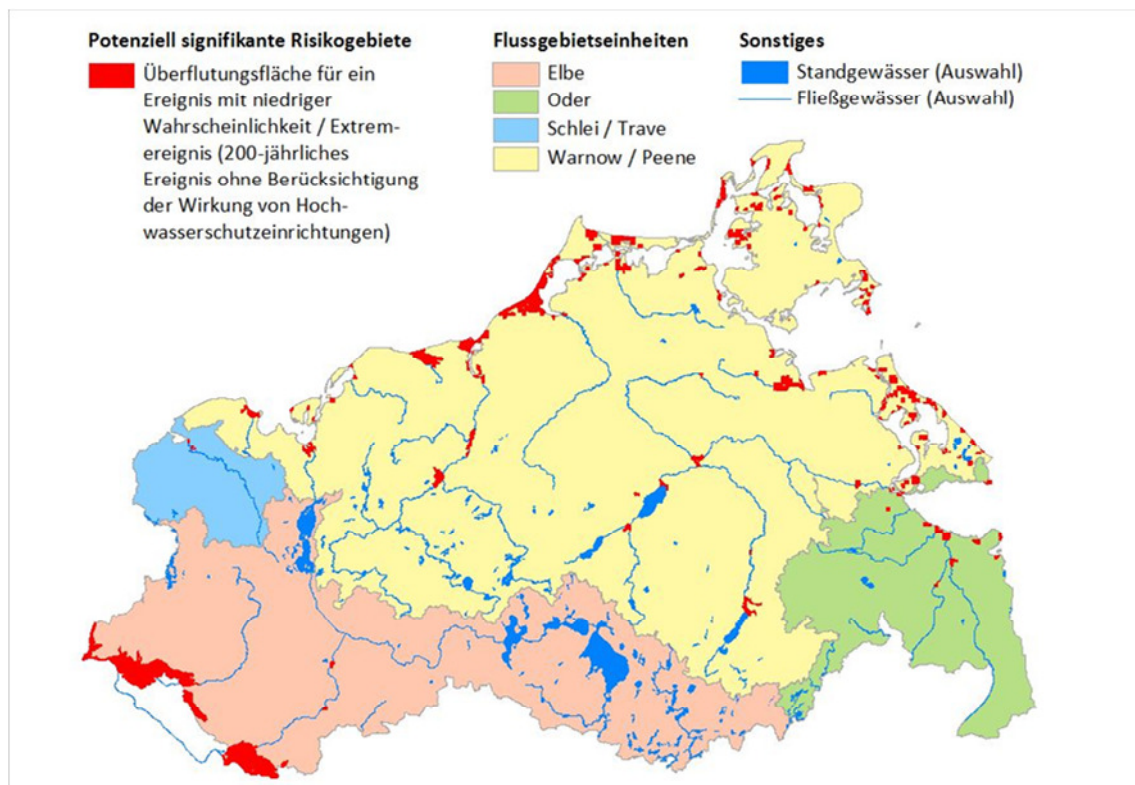 Potenziell signifikante Risikogebiete
Überflutungsfläche für ein
Ereignis mit niedriger
Wahrscheinlichkeit / Extrem-
ereignis (200-jährliches
Ereignis ohne Berücksichtigung
der Wirkung von Hoch-
wasserschutzeinrichtungen)
Flussgebietseinheiten
Elbe
Oder
Schlei / Trave
Warnow / Peene
Sonstiges
Standgewässer (Auswahl)
Fließgewässer (Auswahl)